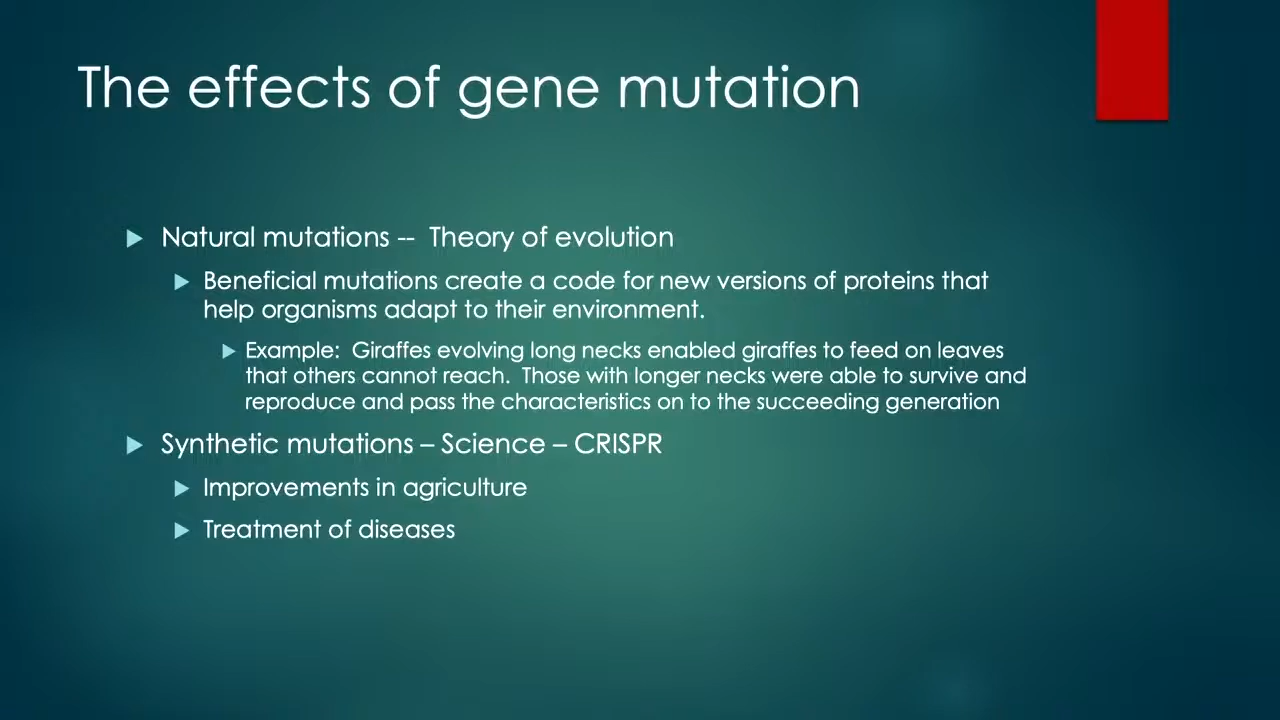 The effects of gene mutation
Natural mutations -- Theory of evolution
Beneficial mutations create a code for new versions of proteins that
help organisms adapt to their environment.
Example: Giraffes evolving long necks enabled giraffes to feed on leaves
that others cannot reach. Those with longer necks were able to survive and
reproduce and pass the characteristics on to the succeeding generation
Synthetic mutations – Science – CRISPR
Improvements in agriculture
Treatment of diseases